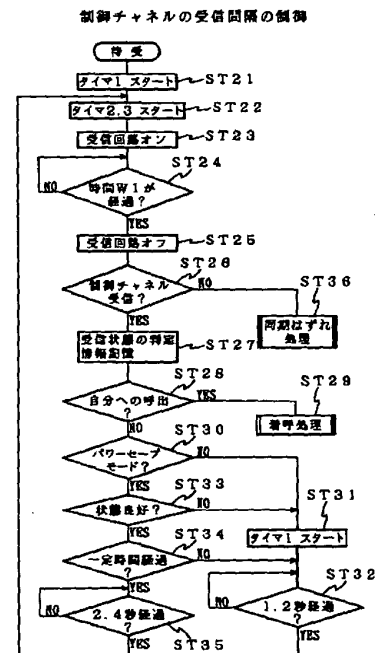 制御チャネルの受信間隔の制御
待受
タイマ1 スタート
ST21
タイマ2.3 スタート
ST22
受信回路オン
ST23
ST24
時間W1が
経過?
NO
YES
受信回路オフ
ST25
ST26
制御チャネル
受信?
NO
ST36
YES
同期はずれ
処理
受信状態の判定
情報記憶
ST27
ST28
自分への呼出
?
YES
ST29
着呼処理
NO
ST30
パワーセーブ
モード?
NO
YES
ST33
状態良好?
NO
ST31
タイマ1 スタート
YES
ST34
一定時間経過
?
NO
YES
ST32
2.4秒経過
?
NO
ST35
YES
1.2秒経過
?
NO
YES